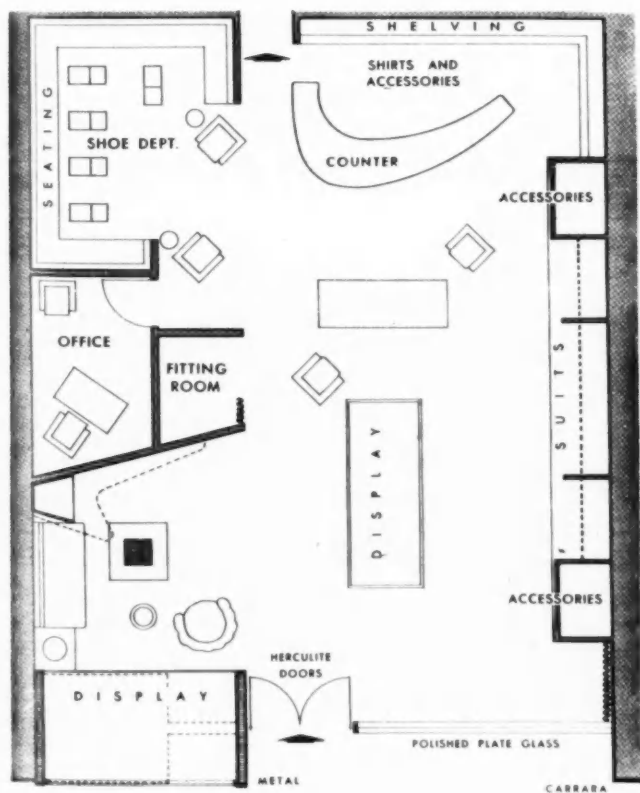 SHELVING
SHIRTS AND
ACCESSORIES
SEATING
SHOE DEPT.
COUNTER
ACCESSORIES
OFFICE
FITTING
ROOM
SUITS
DISPLAY
ACCESSORIES
HERCULITE
DOORS
DISPLAY
POLISHED PLATE GLASS
METAL
CARRARA